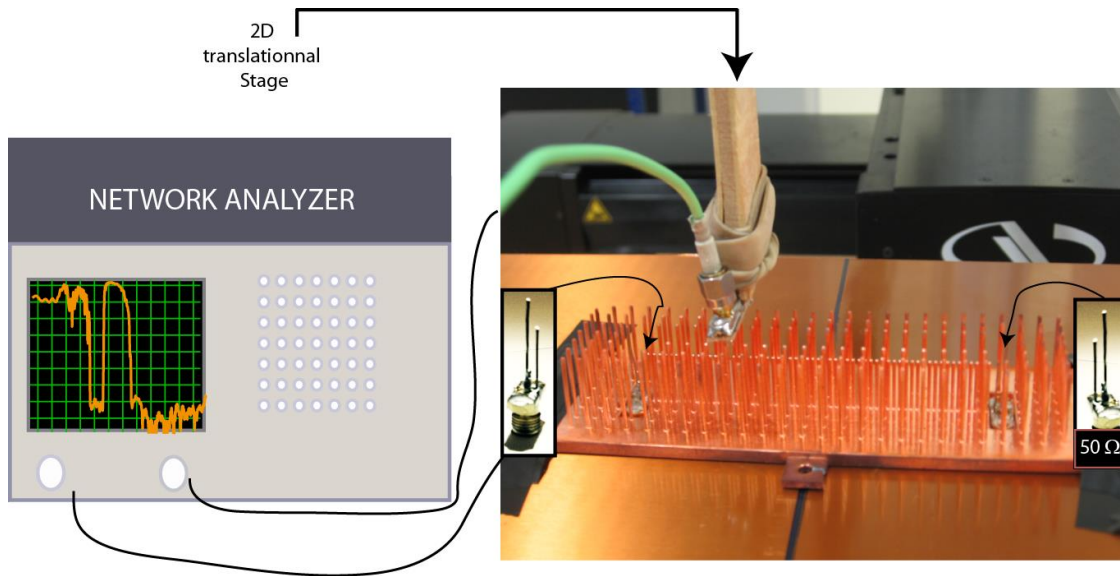 2D
translationnal
Stage
NETWORK ANALYZER
50 Ω